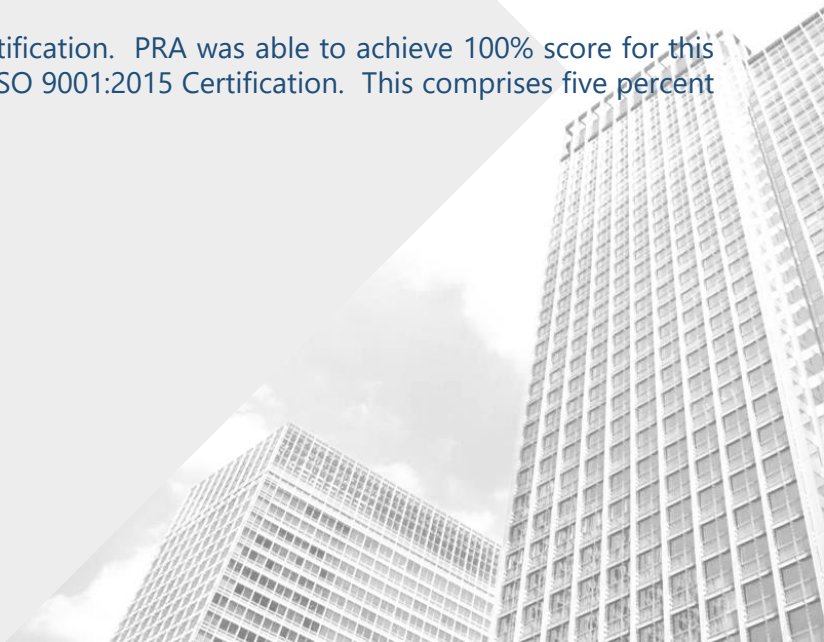 tification. PRA was able to achieve 100% score for this
SO 9001:2015 Certification. This comprises five percent